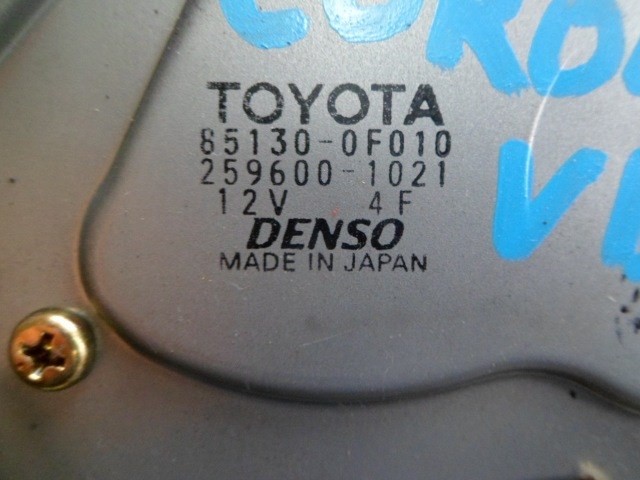 TOYOTA
85130-0F010
259600-1021
12V 4F
DENSO
MADE IN JAPAN